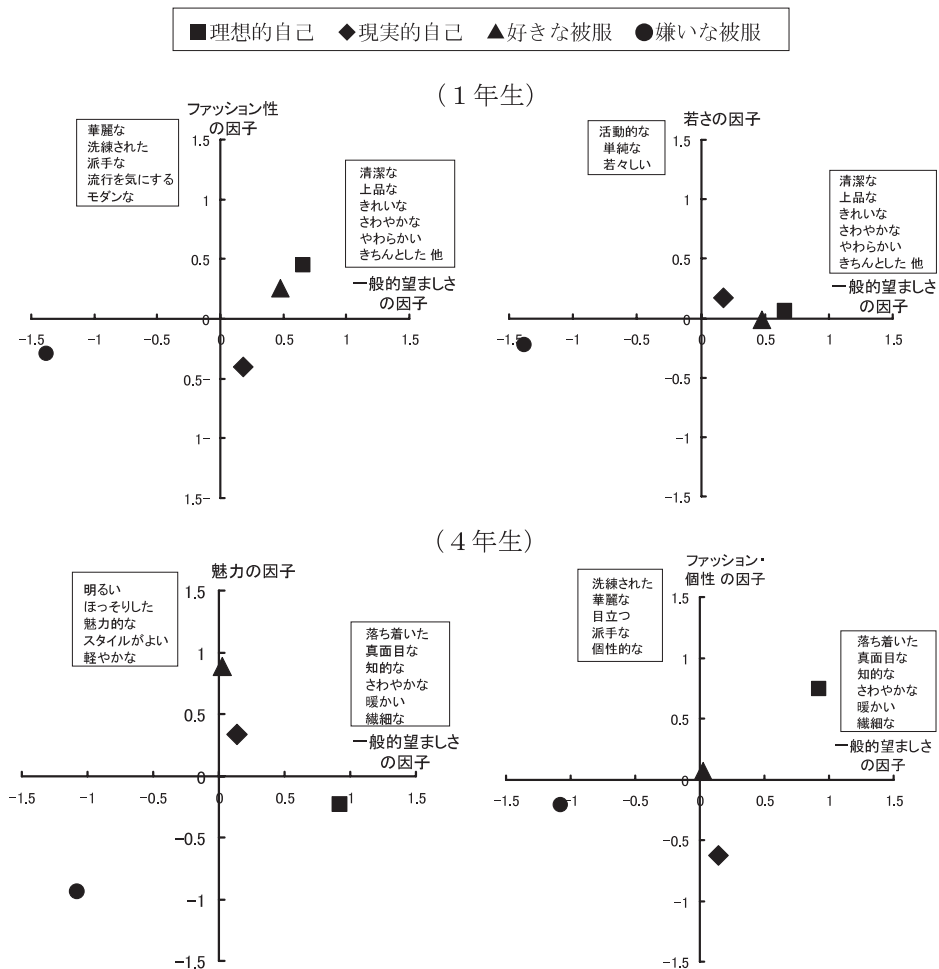 ■理想的自己 ◆現実的自己 ▲好きな被服 ●嫌いな被服
(1年生)
ファッション性
の因子
華麗な
洗練された
派手な
流行を気にする
モダンな
清潔な
上品な
きれいな
さわやかな
やわらかい
きちんとした 他
一般的望ましさ
の因子
1.5
1
0.5
0
0.5-
1-
1.5-
-1.5 -1 -0.5 0 0.5 1 1.5
若さの因子
活動的な
単純な
若々しい
清潔な
上品な
きれいな
さわやかな
やわらかい
きちんとした 他
一般的望ましさ
の因子
1.5
1
0.5
0
-0.5
-1
-1.5
-1.5 -1 -0.5 0 0.5 1 1.5
(4年生)
魅力の因子
明るい
ほっそりした
魅力的な
スタイルがよい
軽やかな
落ち着いた
真面目な
知的な
さわやかな
暖かい
繊細な
一般的望ましさ
の因子
1.5
1
0.5
0
-0.5
-1
-1.5
-1.5 -1 -0.5 0 0.5 1 1.5
ファッション・
個性 の因子
洗練された
華麗な
目立つ
派手な
個性的な
落ち着いた
真面目な
知的な
さわやかな
暖かい
繊細な
一般的望ましさ
の因子
1.5
1
0.5
0
-0.5
-1
-1.5
-1.5 -1 -0.5 0 0.5 1 1.5